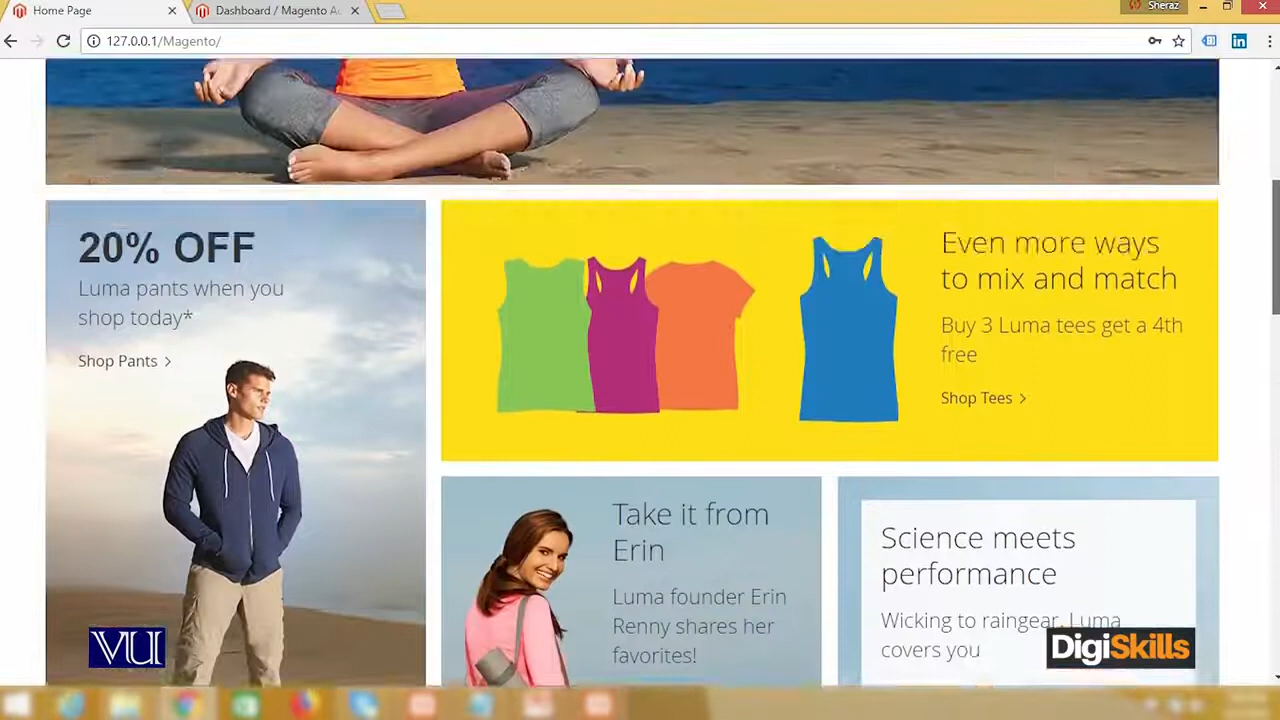 Home Page
Dashboard / Magento A
Sheraz
127.0.0.1/Magento/
20% OFF
Luma pants when you
shop today*
Shop Pants >
Even more ways
to mix and match
Buy 3 Luma tees get a 4th
free
Shop Tees >
Take it from
Erin
Luma founder Erin
Renny shares her
favorites!
Science meets
performance
Wicking to raingear, Luma
covers you
VU
DigiSkills